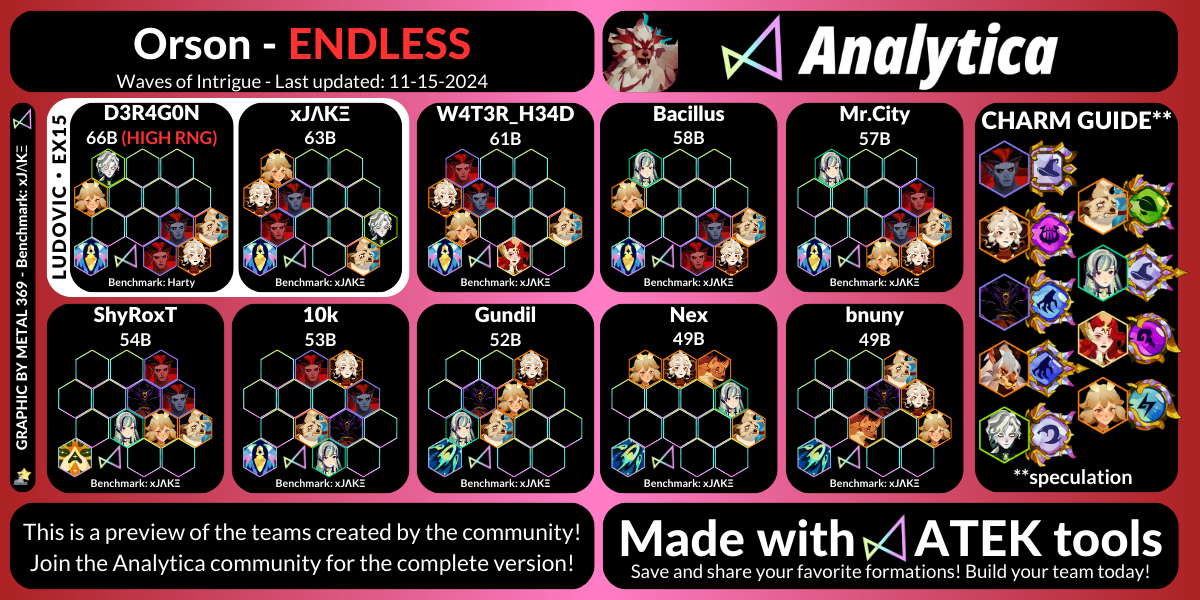 Orson - ENDLESS
Waves of Intrigue - Last updated: 11-15-2024
Analytica
GRAPHIC BY METAL 369 - Benchmark: xJΛKΞ
LUDOVIC • EX15
D3R4G0N
66B (HIGH RNG)
Benchmark: Harty
xJΛKΞ
63B
Benchmark: xJΛKΞ
W4T3R_H34D
61B
Benchmark: xJΛKΞ
Bacillus
58B
Benchmark: xJΛKΞ
Mr.City
57B
Benchmark: xJΛKΞ
CHARM GUIDE**
**speculation
ShyRoxT
54B
Benchmark: xJΛKΞ
10k
53B
Benchmark: xJΛKΞ
Gundil
52B
Benchmark: xJΛKΞ
Nex
49B
Benchmark: xJΛKΞ
bnuny
49B
Benchmark: xJΛKΞ
This is a preview of the teams created by the community!
Join the Analytica community for the complete version!
Made with ATEK tools
Save and share your favorite formations! Build your team today!